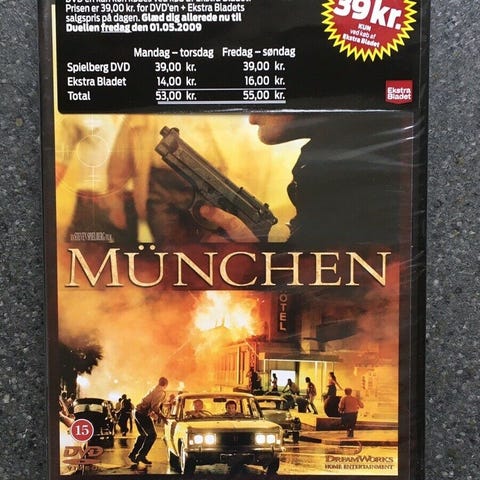 Prisen er 39,00 kr. for DVD'en + Ekstra Bladets
salgspris på dagen. Glæd dig allerede nu til
Duellen fredag den 01.05.2009
Mandag – torsdag Fredag – søndag
Spielberg DVD 39,00 kr. 39,00 kr.
Ekstra Bladet 14,00 kr. 16,00 kr.
Total 53,00 kr. 55,00 kr.
39 kr.
KUN
ved køb af
Ekstra Bladet
Ekstra
Bladet
MÜNCHEN
HOTEL
15
DVD
DREAMWORKS
HOME ENTERTAINMENT